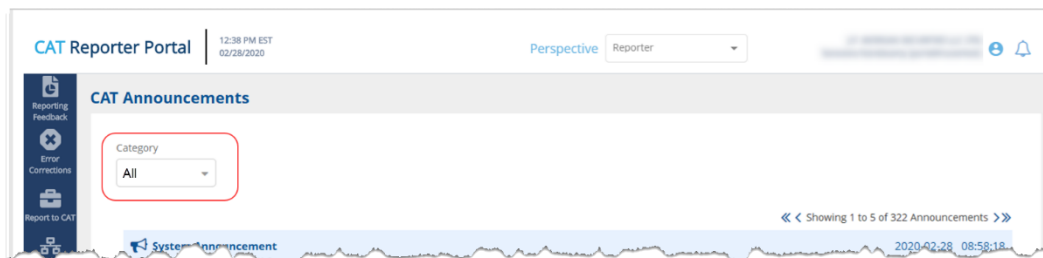 CAT Reporter Portal
12:38 PM EST
02/28/2020
Perspective
Reporter
Reporting
Feedback
CAT Announcements
Error
Corrections
Category
All
Report to CAT
Showing 1 to 5 of 322 Announcements
System Announcement
2020-02-28 08:58:18